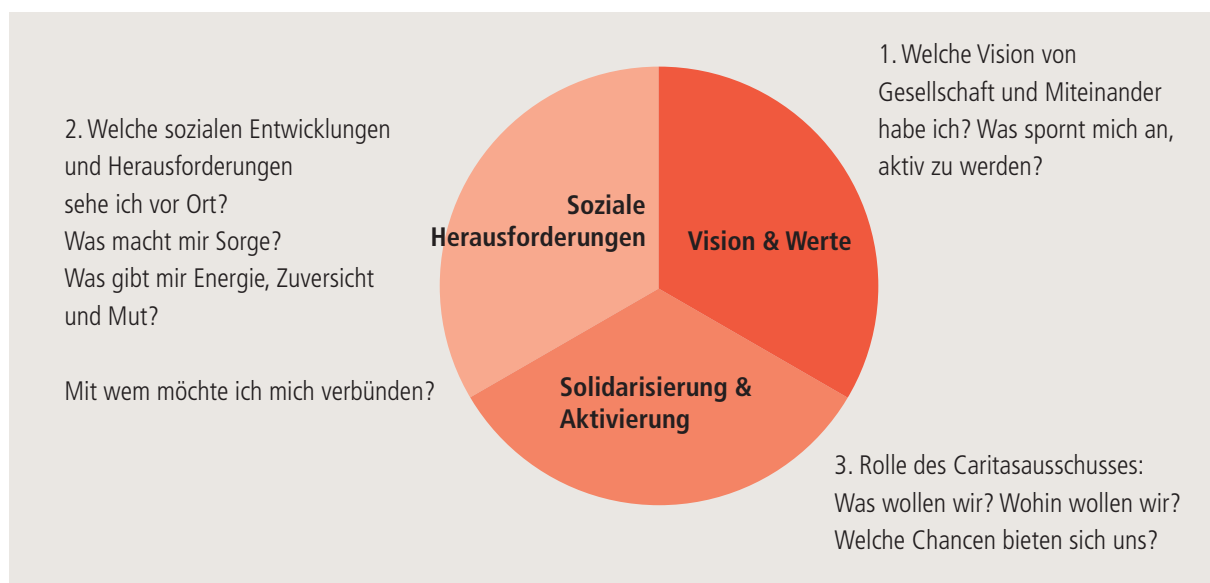 1. Welche Vision von
Gesellschaft und Miteinander
habe ich? Was spornt mich an,
aktiv zu werden?
2. Welche sozialen Entwicklungen
und Herausforderungen
sehe ich vor Ort?
Was macht mir Sorge?
Was gibt mir Energie, Zuversicht
und Mut?
Mit wem möchte ich mich verbünden?
Soziale
Herausforderungen
Vision & Werte
Solidarisierung &
Aktivierung
3. Rolle des Caritasausschusses:
Was wollen wir? Wohin wollen wir?
Welche Chancen bieten sich uns?